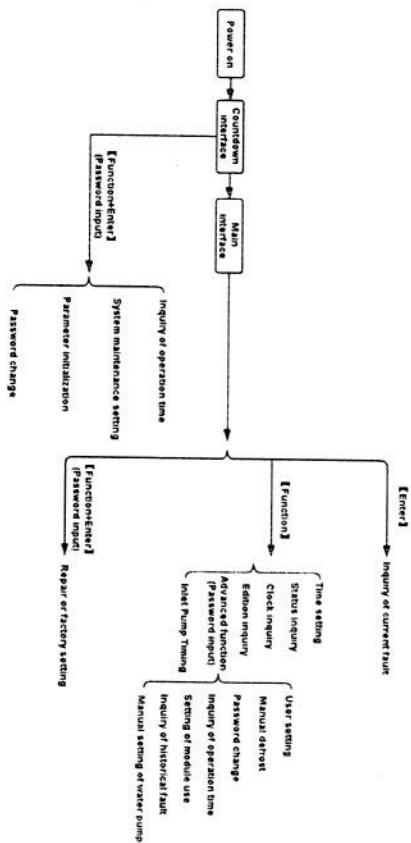 Power on
Countdown
interface
Main
interface
【Function+Enter】
(Password input)
Inquiry of operation time
System maintenance setting
Parameter initialization
Password change
【Enter】
Inquiry of current fault
【Function】
Time setting
Status inquiry
Clock inquiry
Edition inquiry
Advanced function
(Password input)
Inlet Pump Timing
User setting
Manual defrost
Password change
Inquiry of operation time
Setting of module use
Inquiry of historical fault
Manual setting of water pump
【Function+Enter】
(Password input)
Repair or factory setting